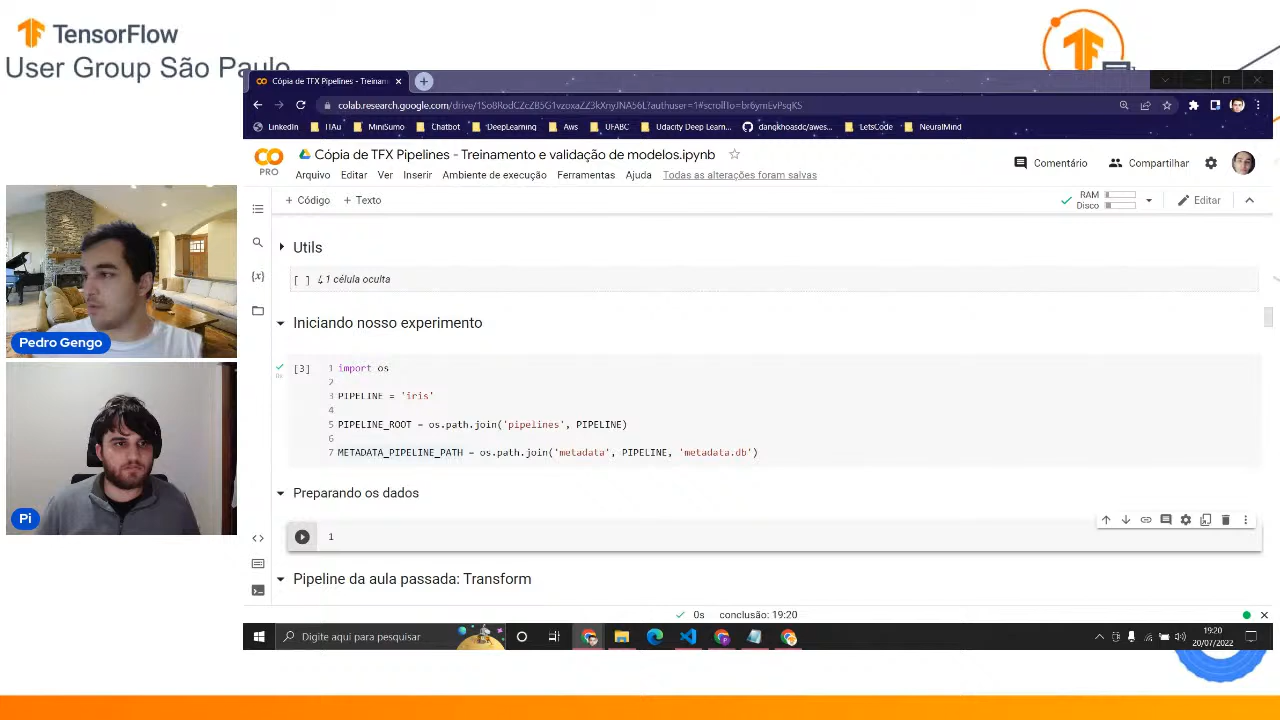 TensorFlow
User Group São Paulo
Cópia de TFX Pipelines - Treinam
colab.research.google.com/drive/1So8RodCZcZB5G1vzoxaZZ3kXnyJNA56L?authuser=1#scrollTo=br6ymEvPsqKS
LinkedIn ITAu MiniSumo Chatbot DeepLearning Aws UFABC Udacity Deep Learn... dangkhoasdc/awes... LetsCode NeuralMind
CO
PRO
Cópia de TFX Pipelines - Treinamento e validação de modelos.ipynb
Comentário Compartilhar
Arquivo Editar Ver Inserir Ambiente de execução Ferramentas Ajuda Todas as alterações foram salvas
+ Código + Texto
RAM
Disco
Editar
Utils
[ ] ↳ 1 célula oculta
Iniciando nosso experimento
[3] 1 import os
2
3 PIPELINE = 'iris'
4
5 PIPELINE_ROOT = os.path.join('pipelines', PIPELINE)
6
7 METADATA_PIPELINE_PATH = os.path.join('metadata', PIPELINE, 'metadata.db')
Preparando os dados
1
Pipeline da aula passada: Transform
0s conclusão: 19:20
Digite aqui para pesquisar
19:20
20/07/2022
Pedro Gengo
Pi